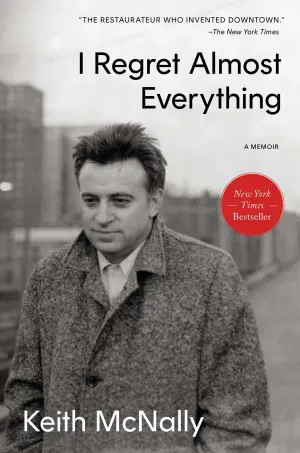 "THE RESTAURATEUR WHO INVENTED DOWNTOWN."
—The New York Times
I Regret Almost
Everything
A MEMOIR
New York
Times
Bestseller
Keith McNally